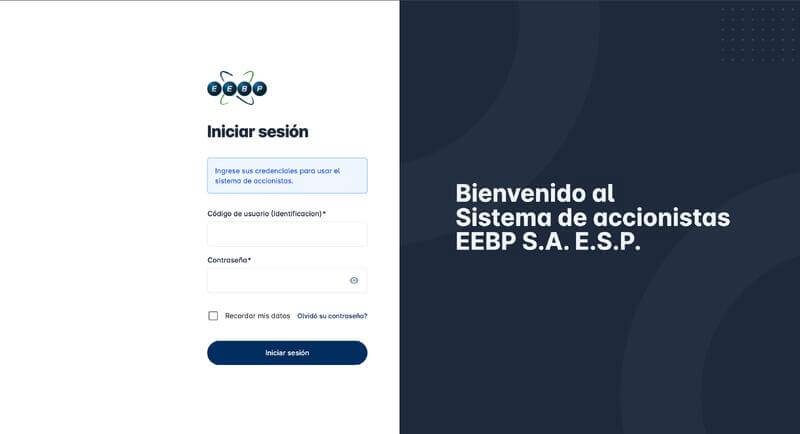 EEBP
Iniciar sesión
Ingrese sus credenciales para usar el
sistema de accionistas.
Código de usuario (Identificacion)*
Contraseña*
Recordar mis datos
Olvidó su contraseña?
Iniciar sesión
Bienvenido al
Sistema de accionistas
EEBP S.A. E.S.P.